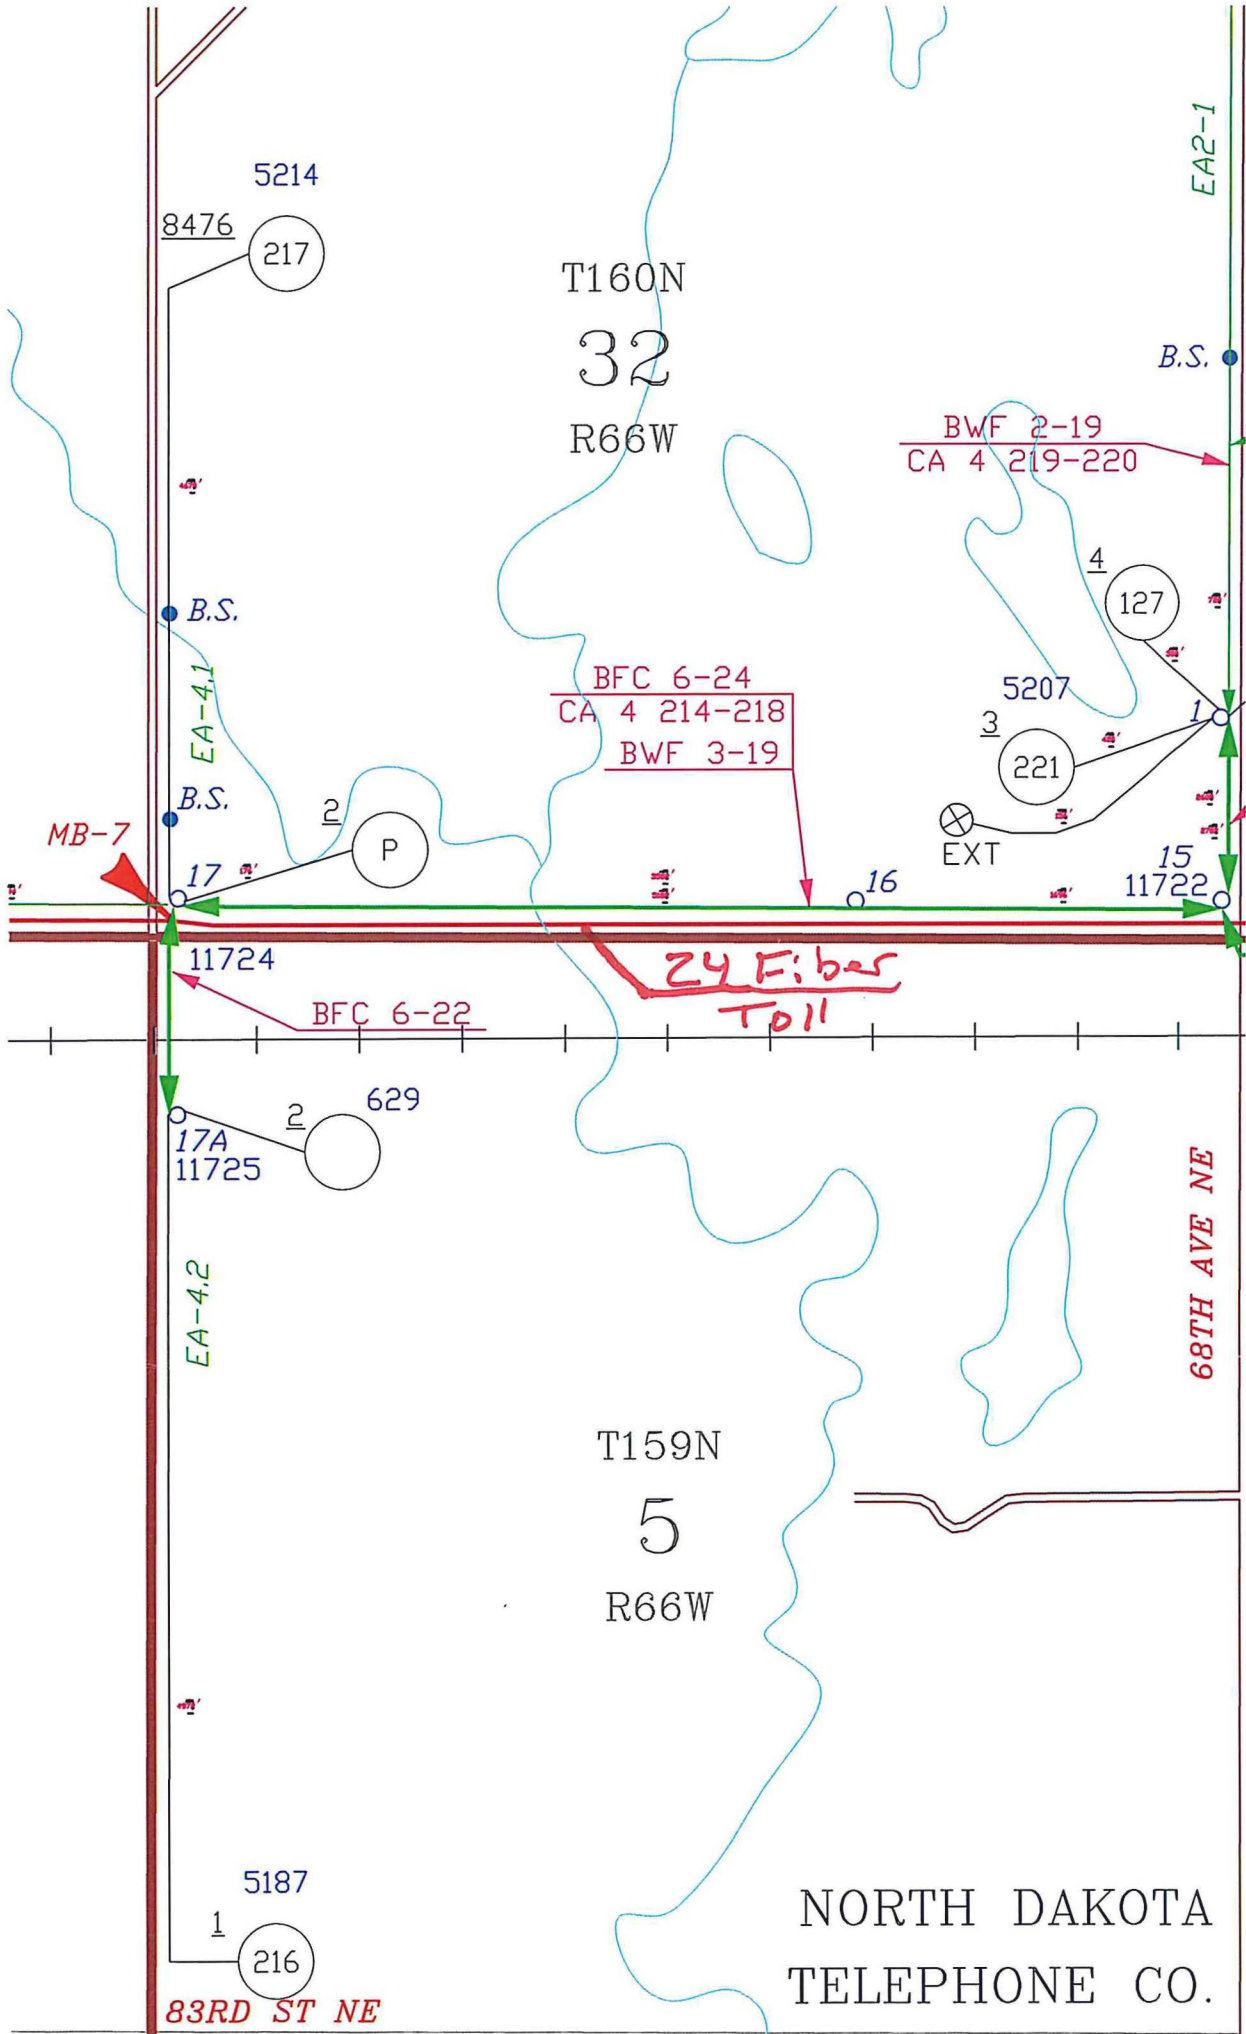 EA2-1
5214
8476
217
T160N
32
R66W
B.S.
BWF 2-19
CA 4 219-220
4
127
B.S.
EA-4.1
BFC 6-24
CA 4 214-218
BWF 3-19
5207
1
3
221
B.S.
2
P
EXT
MB-7
17
16
15
11722
11724
24 Fiber
Toll
BFC 6-22
2
629
17A
11725
68TH AVE NE
EA-4.2
T159N
5
R66W
5187
1
216
NORTH DAKOTA
TELEPHONE CO.
83RD ST NE